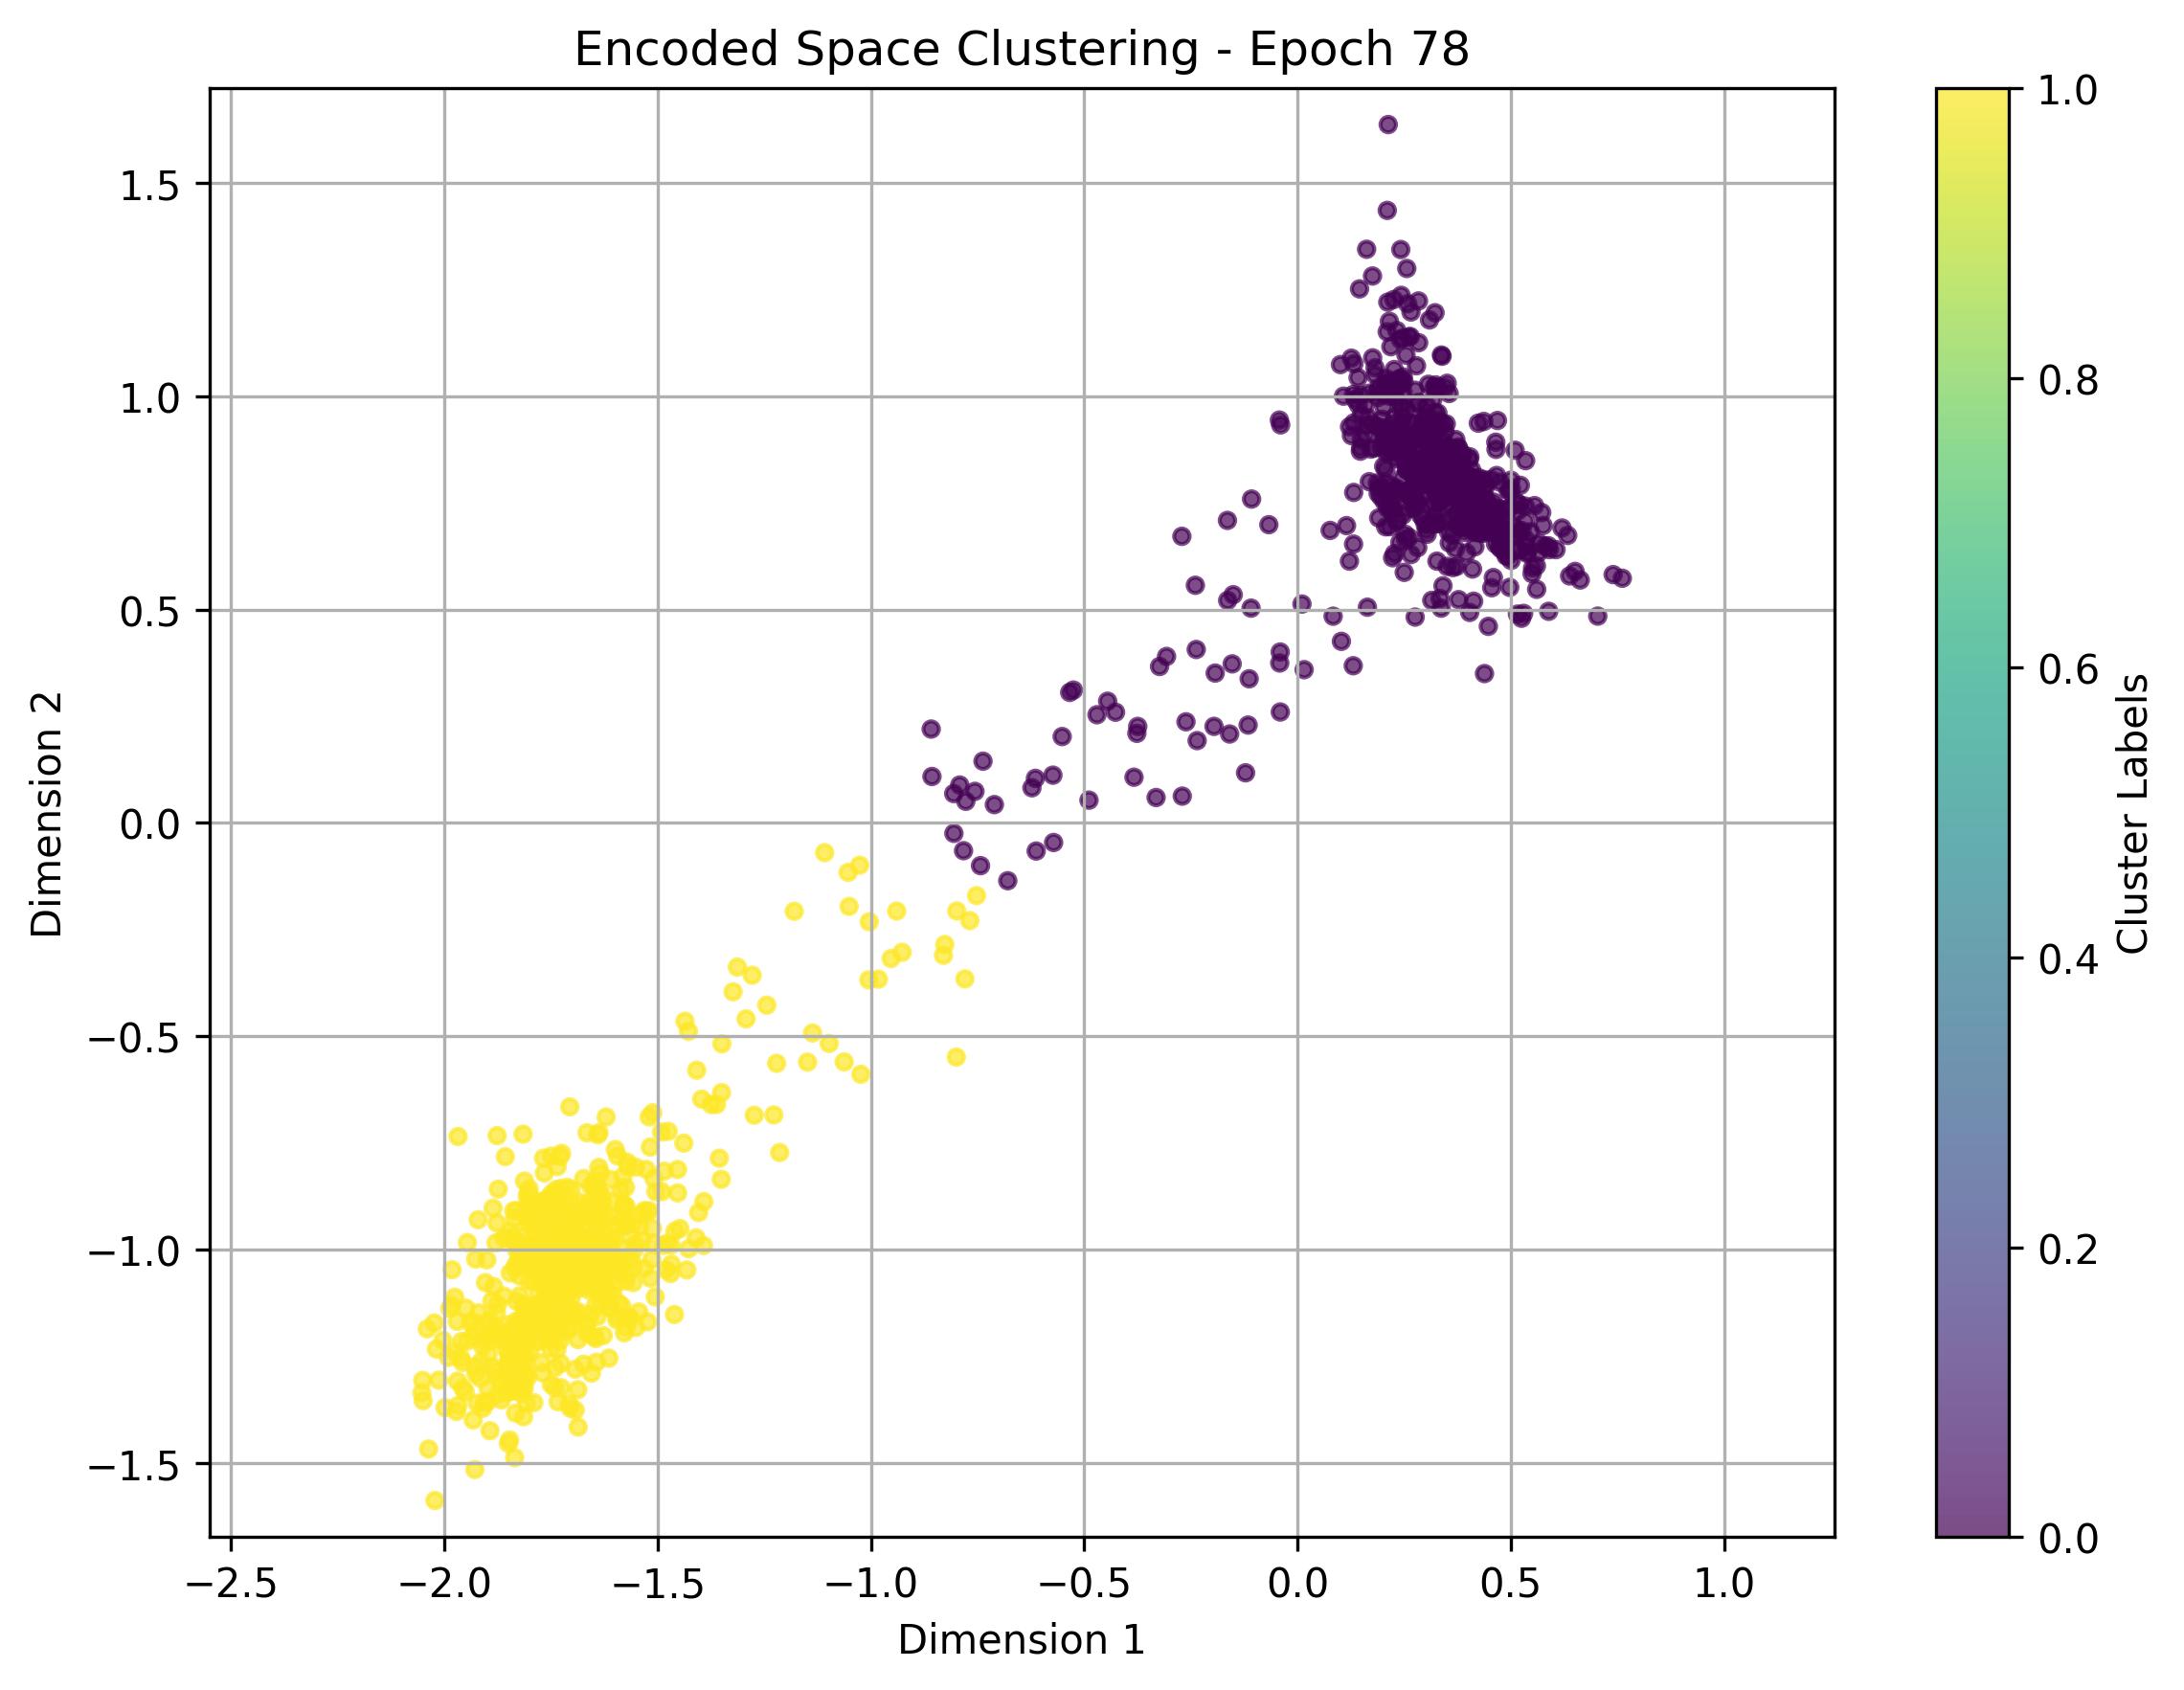 Encoded Space Clustering - Epoch 78
1.5
1.0
0.5
0.0
−0.5
−1.0
−1.5
Dimension 2
−2.5 −2.0 −1.5 −1.0 −0.5 0.0 0.5 1.0
Dimension 1
1.0
0.8
0.6
0.4
0.2
0.0
Cluster Labels